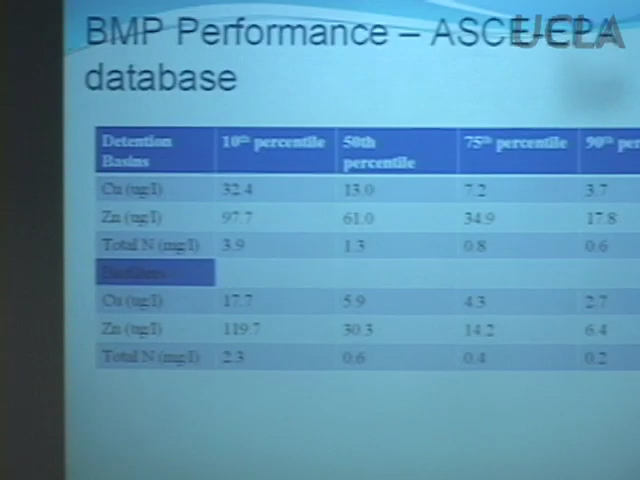 BMP Performance – ASCE-EPA
UCLA
database
Detention Basins 10th percentile 50th percentile 75th percentile 90th per
Cu (ug/l) 32.4 13.0 7.2 3.7
Zn (ug/l) 97.7 61.0 34.9 17.8
Total N (mg/l) 3.9 1.3 0.8 0.6
Cu (ug/l) 17.7 5.9 4.3 2.7
Zn (ug/l) 119.7 30.3 14.2 6.4
Total N (mg/l) 2.3 0.6 0.4 0.2